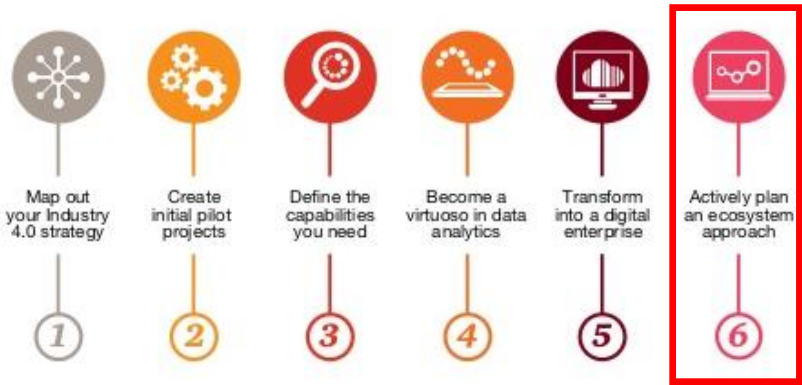 Map out
your Industry
4.0 strategy
Create
initial pilot
projects
Define the
capabilities
you need
Become a
virtuoso in data
analytics
Transform
into a digital
enterprise
Actively plan
an ecosystem
approach
1
2
3
4
5
6